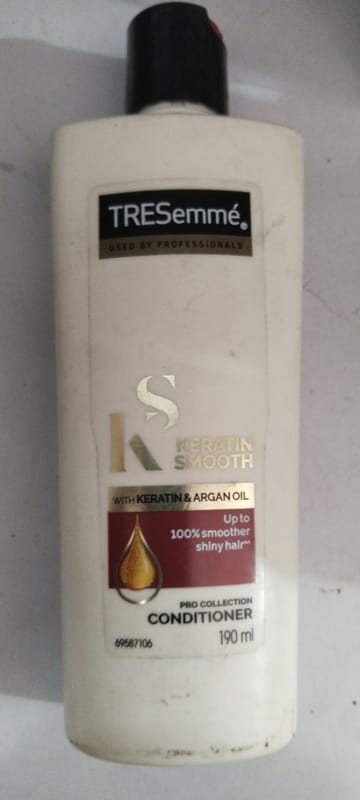 TRESemmé®
USED BY PROFESSIONALS
KS
KERATIN
SMOOTH
WITH KERATIN & ARGAN OIL
Up to
100% smoother
shiny hair^^
PRO COLLECTION
CONDITIONER
69587106 190 ml